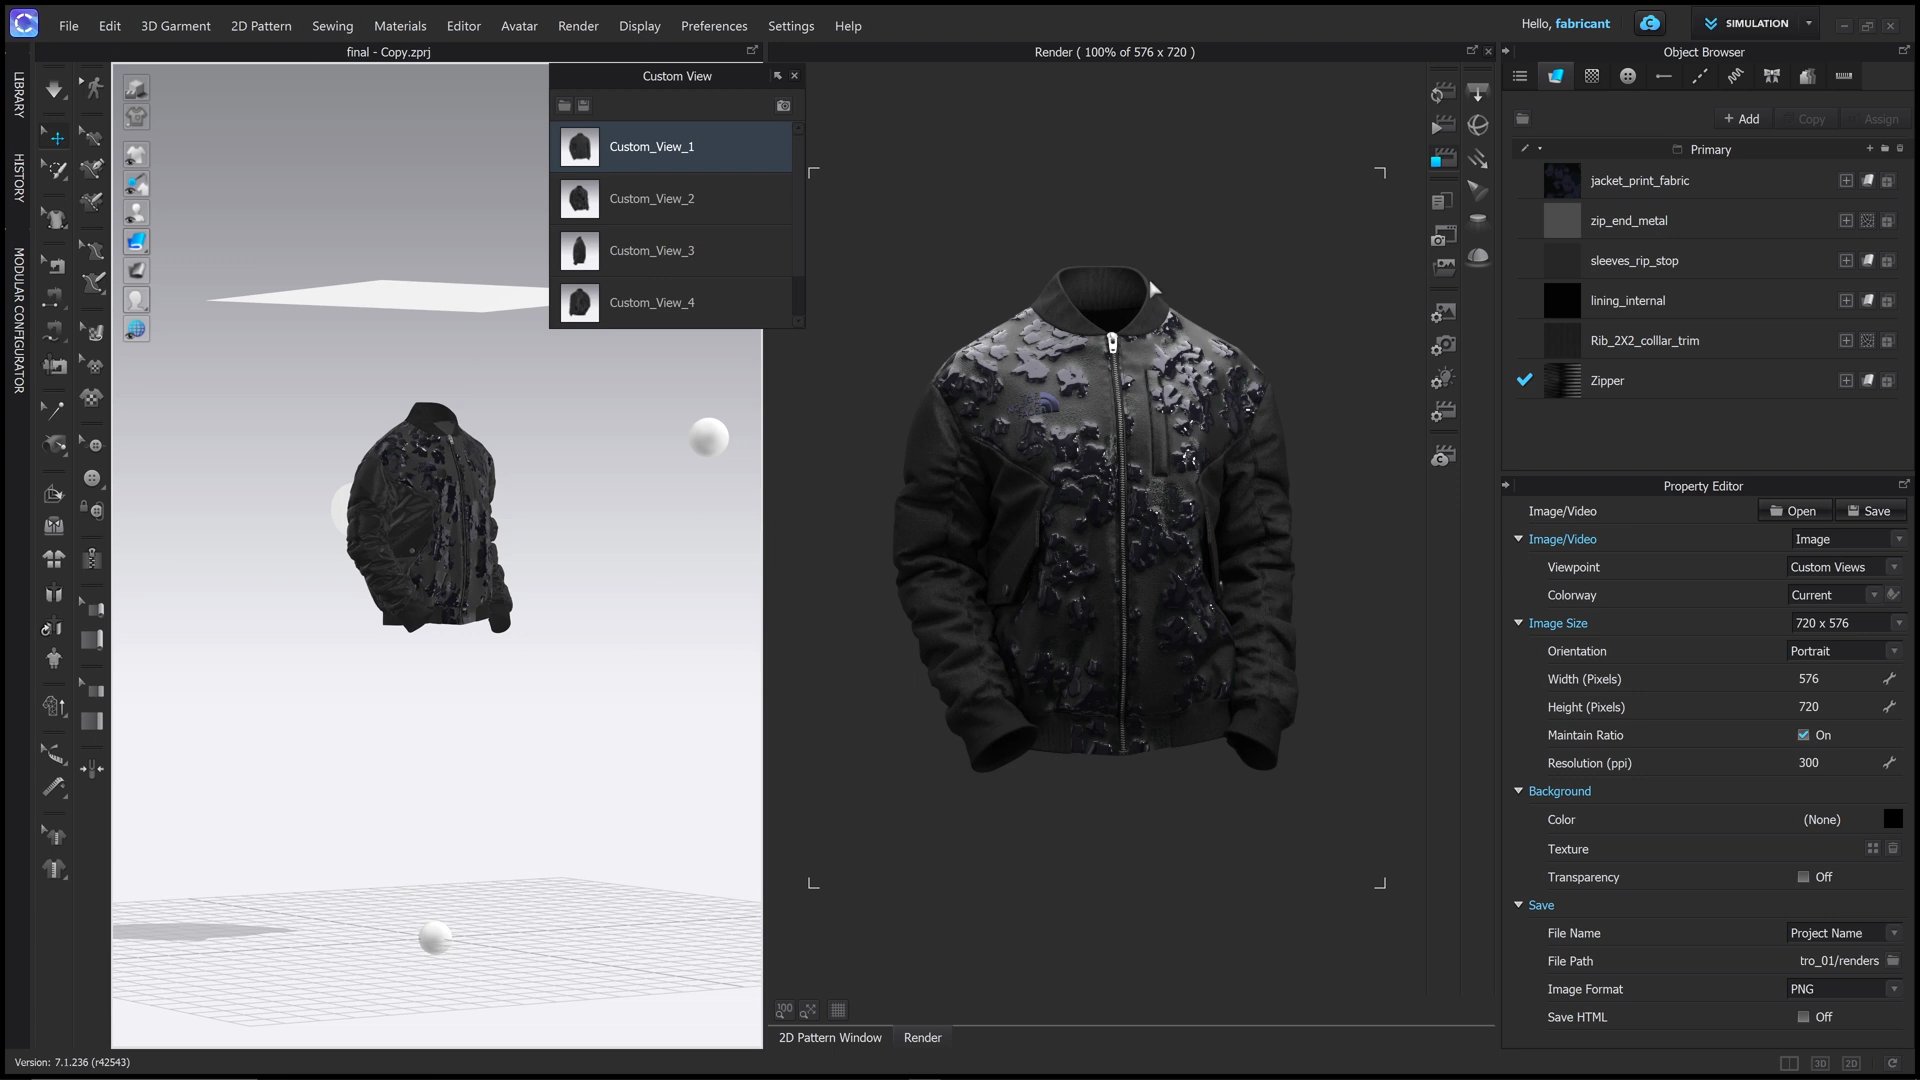 File Edit 3D Garment 2D Pattern Sewing Materials Editor Avatar Render Display Preferences Settings Help
Hello, fabricant
SIMULATION
final - Copy.zprj
Render ( 100% of 576 x 720 )
Object Browser
LIBRARY
HISTORY
MODULAR CONFIGURATOR
Custom View
Custom_View_1
Custom_View_2
Custom_View_3
Custom_View_4
+ Add
Copy
Assign
Primary
jacket_print_fabric
zip_end_metal
sleeves_rip_stop
lining_internal
Rib_2X2_colllar_trim
Zipper
Property Editor
Image/Video
Open
Save
Image/Video Image
Viewpoint Custom Views
Colorway Current
Image Size 720 x 576
Orientation Portrait
Width (Pixels) 576
Height (Pixels) 720
Maintain Ratio On
Resolution (ppi) 300
Background
Color (None)
Texture
Transparency Off
Save
File Name Project Name
File Path tro_01/renders
Image Format PNG
Save HTML Off
100
2D Pattern Window Render
Version: 7.1.236 (r42543)
3D 2D